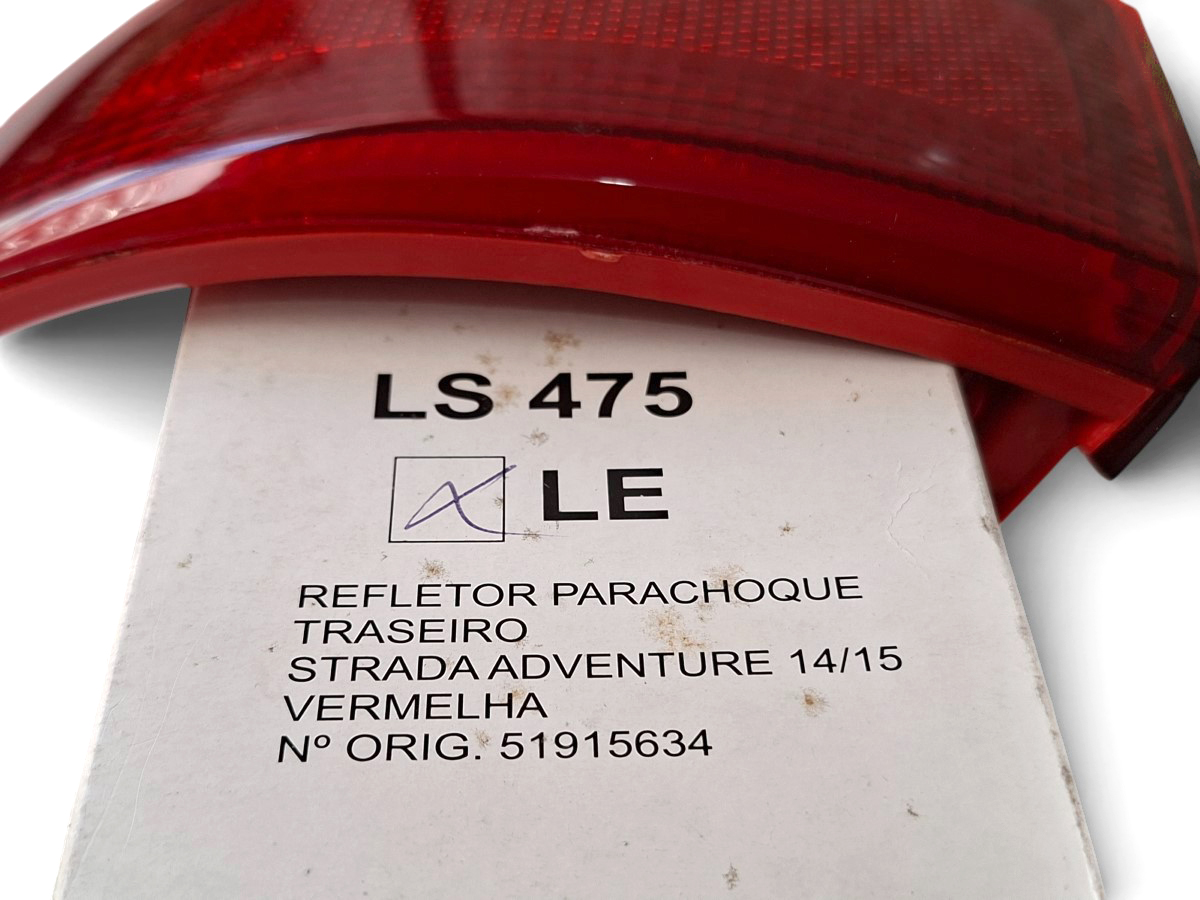 LS 475
LE
REFLETOR PARACHOQUE
TRASEIRO
STRADA ADVENTURE 14/15
VERMELHA
Nº ORIG. 51915634